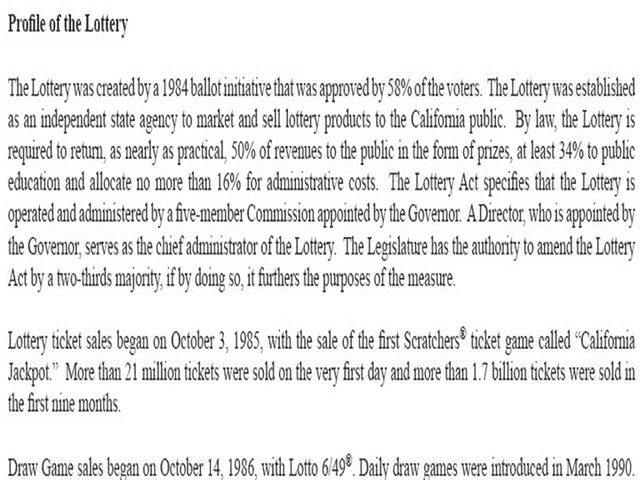 Profile of the Lottery
The Lottery was created by a 1984 ballot initiative that was approved by 58% of the voters. The Lottery was established
as an independent state agency to market and sell lottery products to the California public. By law, the Lottery is
required to return, as nearly as practical, 50% of revenues to the public in the form of prizes, at least 34% to public
education and allocate no more than 16% for administrative costs. The Lottery Act specifies that the Lottery is
operated and administered by a five-member Commission appointed by the Governor. A Director, who is appointed by
the Governor, serves as the chief administrator of the Lottery. The Legislature has the authority to amend the Lottery
Act by a two-thirds majority, if by doing so, it furthers the purposes of the measure.
Lottery ticket sales began on October 3, 1985, with the sale of the first Scratchers® ticket game called “California
Jackpot.” More than 21 million tickets were sold on the very first day and more than 1.7 billion tickets were sold in
the first nine months.
Draw Game sales began on October 14, 1986, with Lotto 6/49®. Daily draw games were introduced in March 1990.